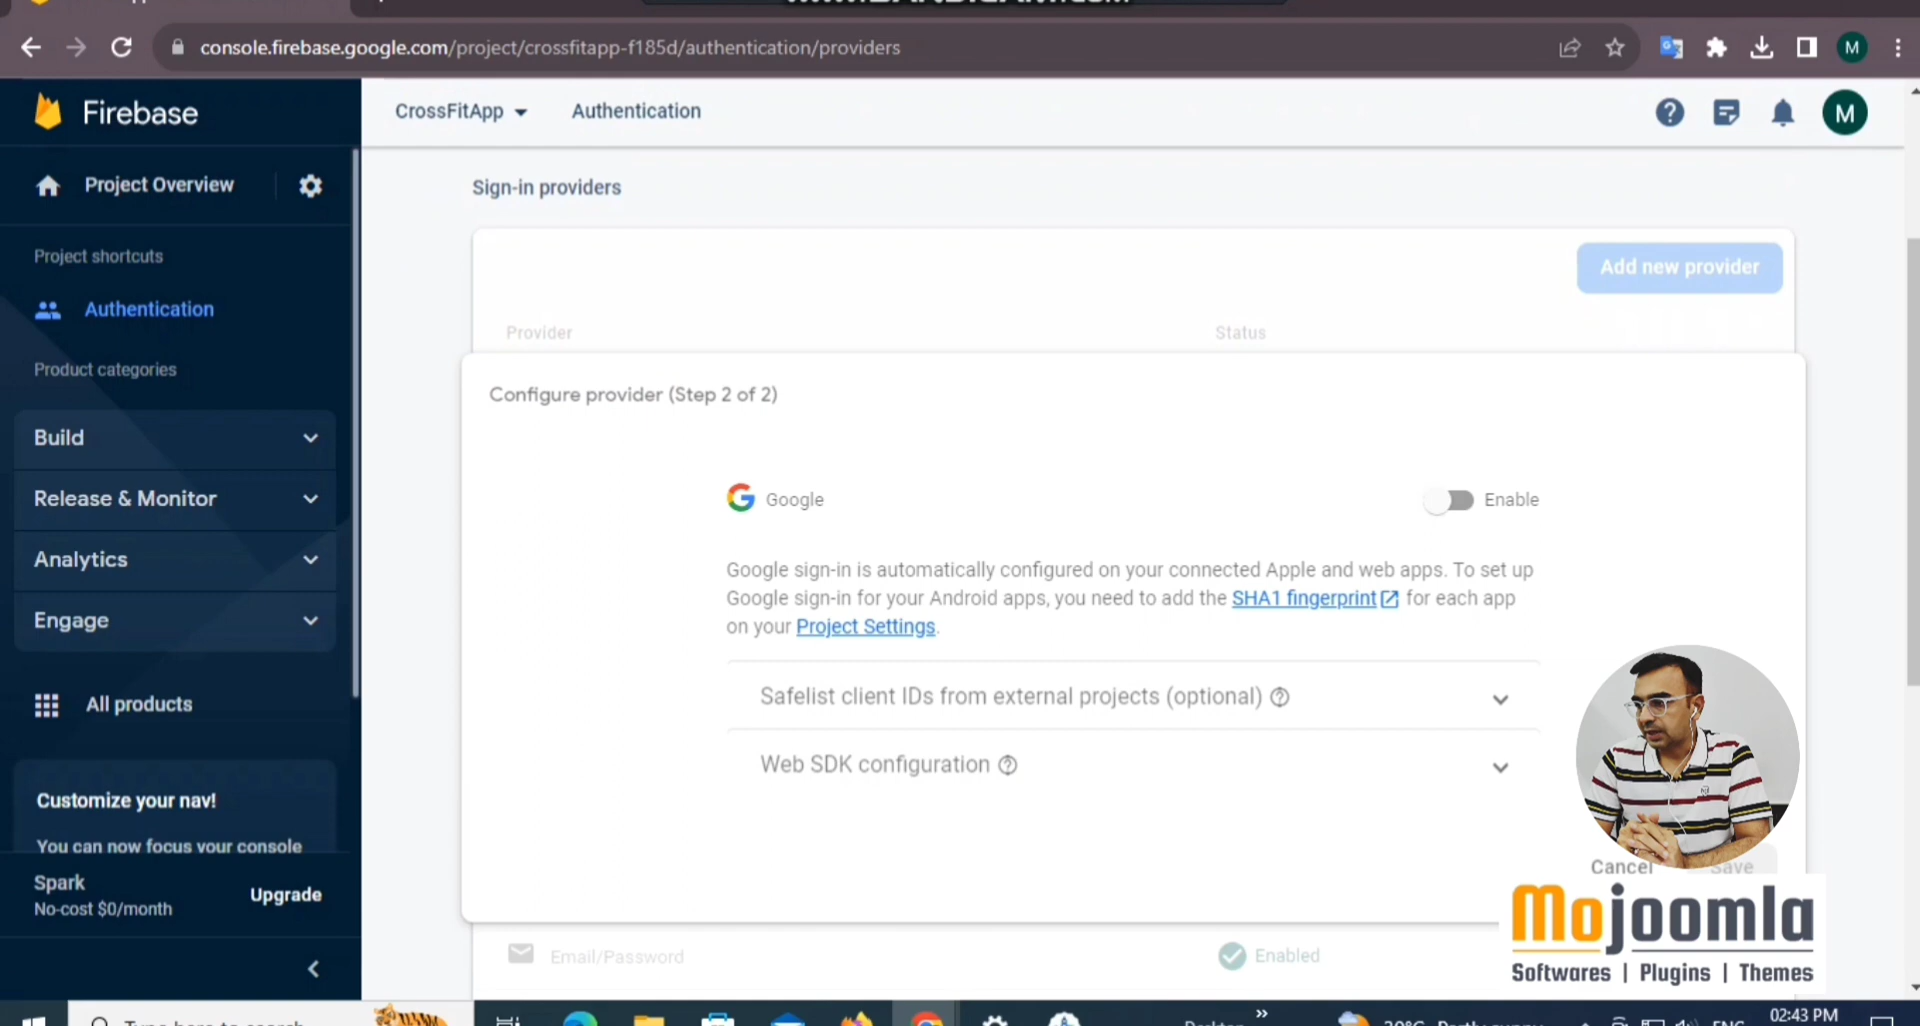 console.firebase.google.com/project/crossfitapp-f185d/authentication/providers
M
Firebase
CrossFitApp
Authentication
M
Project Overview
Sign-in providers
Project shortcuts
Add new provider
Authentication
Provider
Status
Product categories
Configure provider (Step 2 of 2)
Build
Release & Monitor
Google
Enable
Analytics
Google sign-in is automatically configured on your connected Apple and web apps. To set up
Google sign-in for your Android apps, you need to add the SHA1 fingerprint for each app
on your Project Settings.
Engage
All products
Safelist client IDs from external projects (optional)
Web SDK configuration
Customize your nav!
You can now focus your console
Cancel
Save
Spark
No-cost $0/month
Upgrade
Mojoomla
Softwares | Plugins | Themes
Email/Password
Enabled
Type here to search
02:43 PM